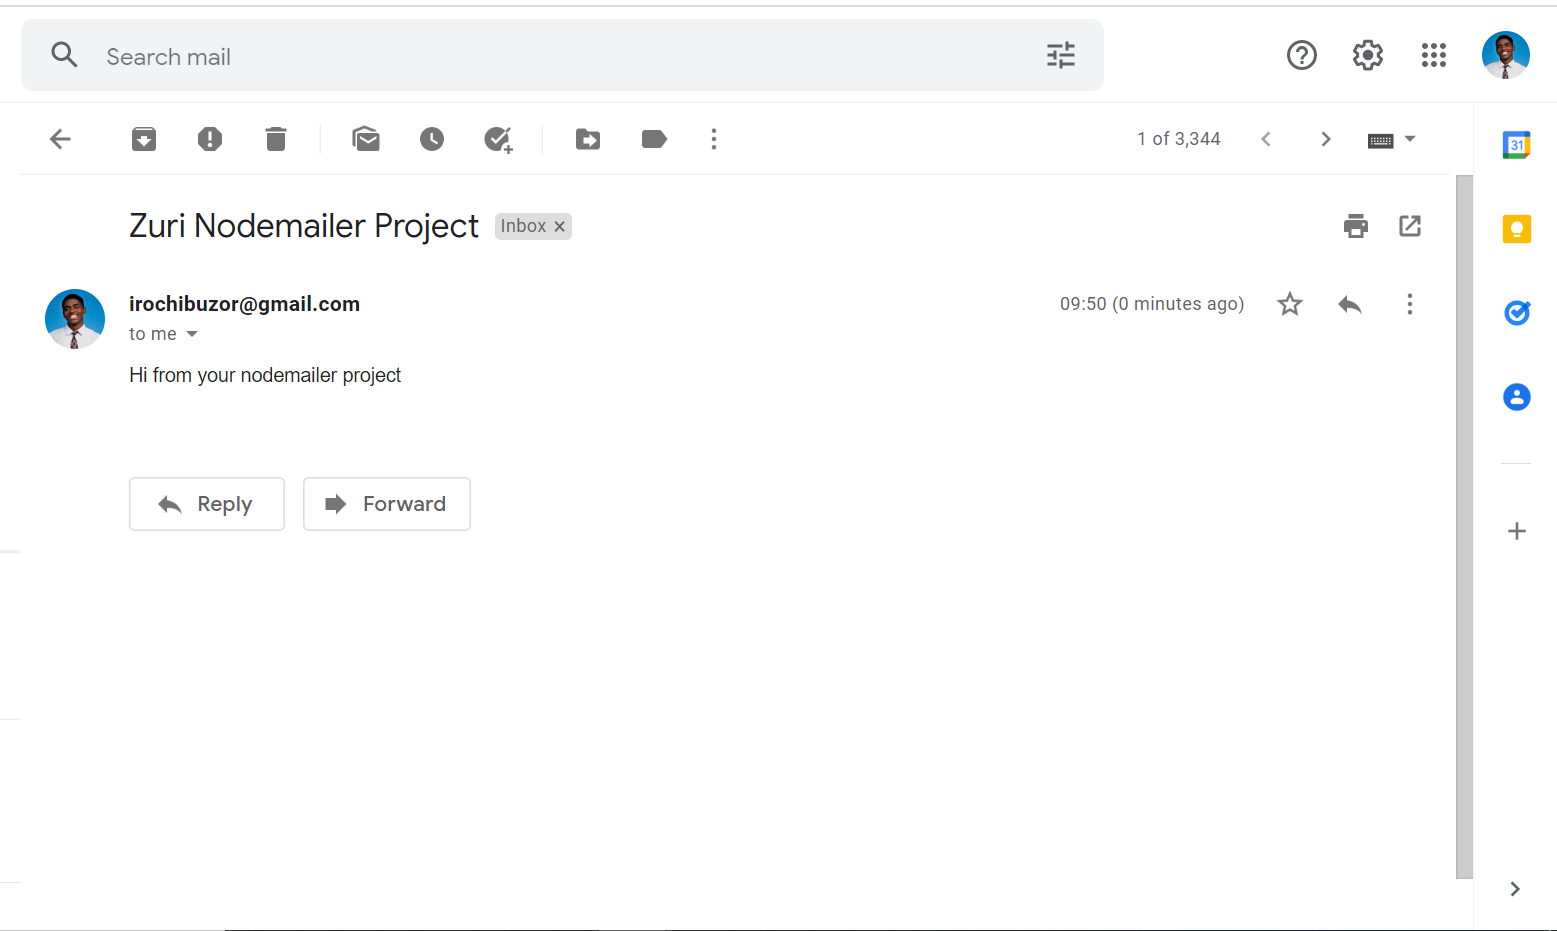 Search mail
1 of 3,344
31
Zuri Nodemailer Project Inbox ×
irochibuzor@gmail.com 09:50 (0 minutes ago)
to me
Hi from your nodemailer project
Reply Forward